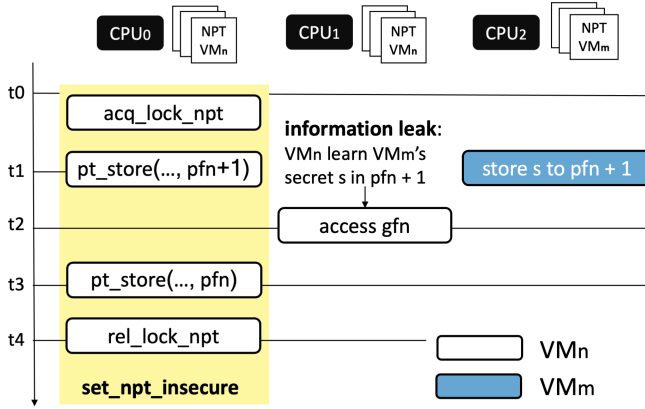 CPU0
NPT
VMn
CPU1
NPT
VMn
CPU2
NPT
VMm
t0
acq_lock_npt
information leak:
VMn learn VMm's
secret s in pfn + 1
t1
pt_store(..., pfn+1)
store s to pfn + 1
t2
access gfn
t3
pt_store(..., pfn)
t4
rel_lock_npt
VMn
set_npt_insecure
VMm